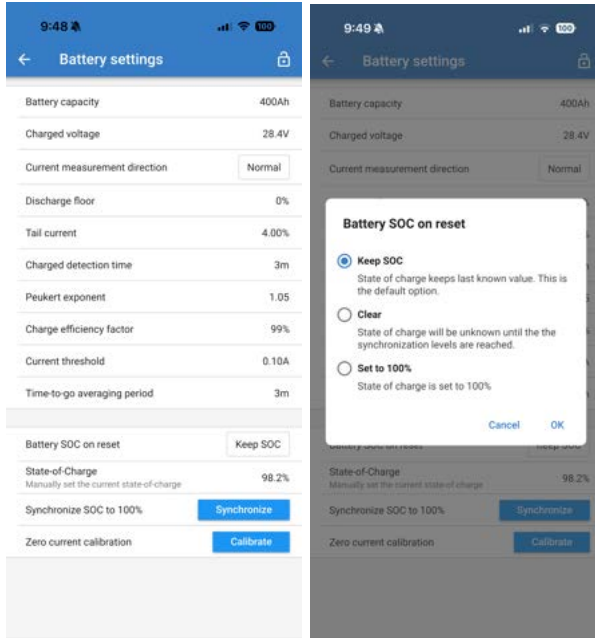 9:48
100
Battery settings
Battery capacity 400Ah
Charged voltage 28.4V
Current measurement direction Normal
Discharge floor 0%
Tail current 4.00%
Charged detection time 3m
Peukert exponent 1.05
Charge efficiency factor 99%
Current threshold 0.10A
Time-to-go averaging period 3m
Battery SOC on reset Keep SOC
State-of-Charge 98.2%
Manually set the current state-of-charge
Synchronize SOC to 100% Synchronize
Zero current calibration Calibrate
9:49
100
Battery settings
Battery capacity 400Ah
Charged voltage 28.4V
Current measurement direction Normal
Battery SOC on reset
Keep SOC
State of charge keeps last known value. This is
the default option.
Clear
State of charge will be unknown until the the
synchronization levels are reached.
Set to 100%
State of charge is set to 100%
Cancel OK
State-of-Charge 98.2%
Manually set the current state-of-charge
Synchronize SOC to 100% Synchronize
Zero current calibration Calibrate